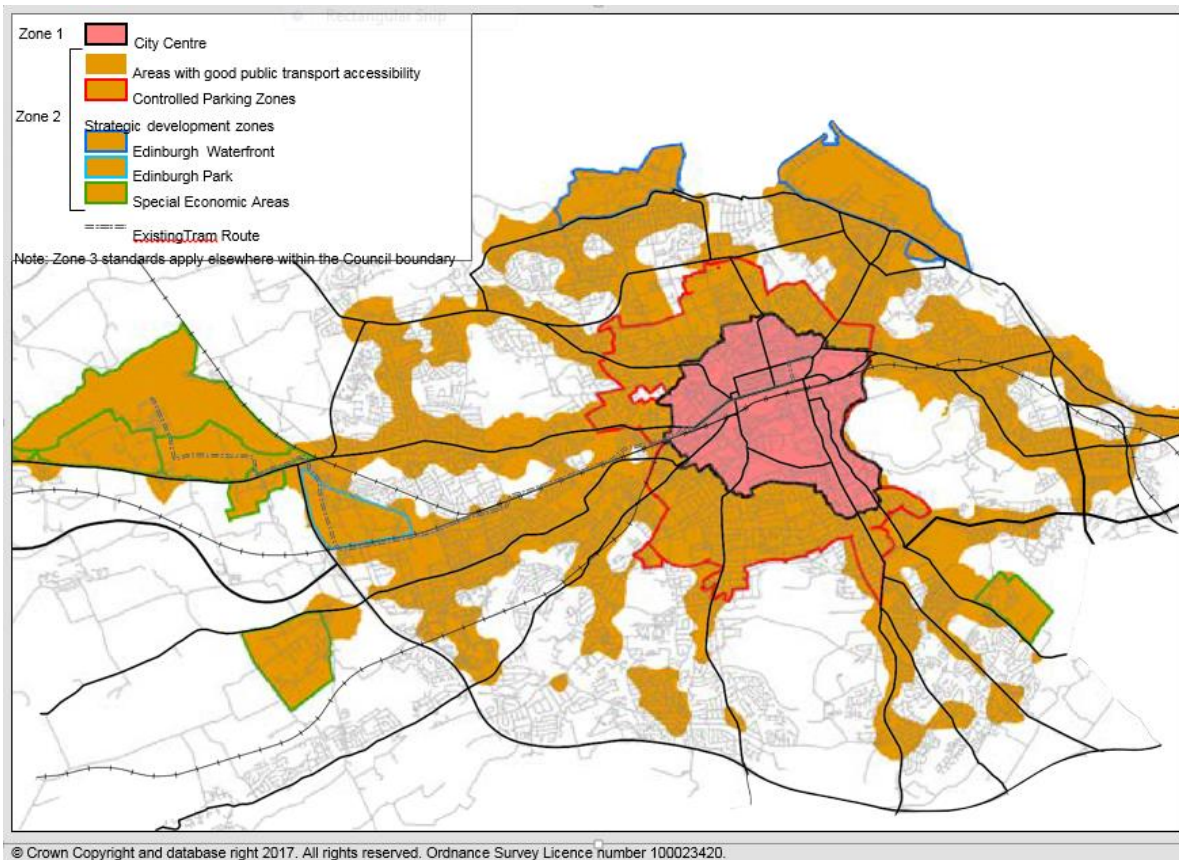 Rectangular Snip
Zone 1
City Centre
Areas with good public transport accessibility
Controlled Parking Zones
Zone 2
Strategic development zones
Edinburgh Waterfront
Edinburgh Park
Special Economic Areas
ExistingTram Route
Note: Zone 3 standards apply elsewhere within the Council boundary
© Crown Copyright and database right 2017. All rights reserved. Ordnance Survey Licence number 100023420.